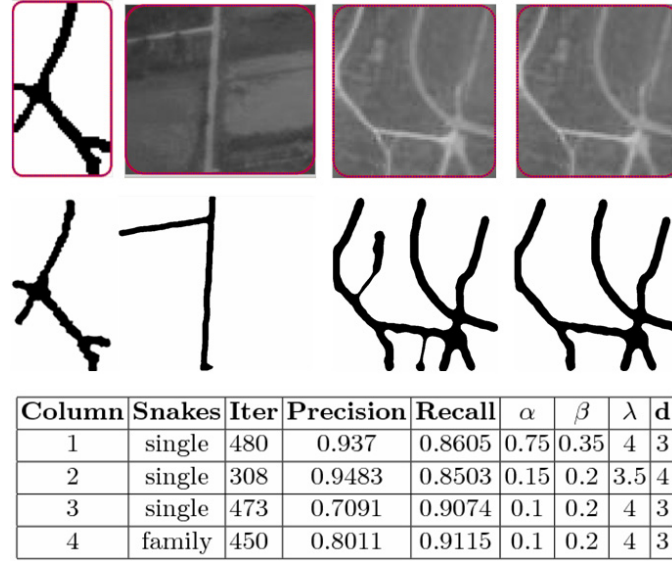 Column Snakes Iter Precision Recall α β λ d
1 single 480 0.937 0.8605 0.75 0.35 4 3
2 single 308 0.9483 0.8503 0.15 0.2 3.5 4
3 single 473 0.7091 0.9074 0.1 0.2 4 3
4 family 450 0.8011 0.9115 0.1 0.2 4 3